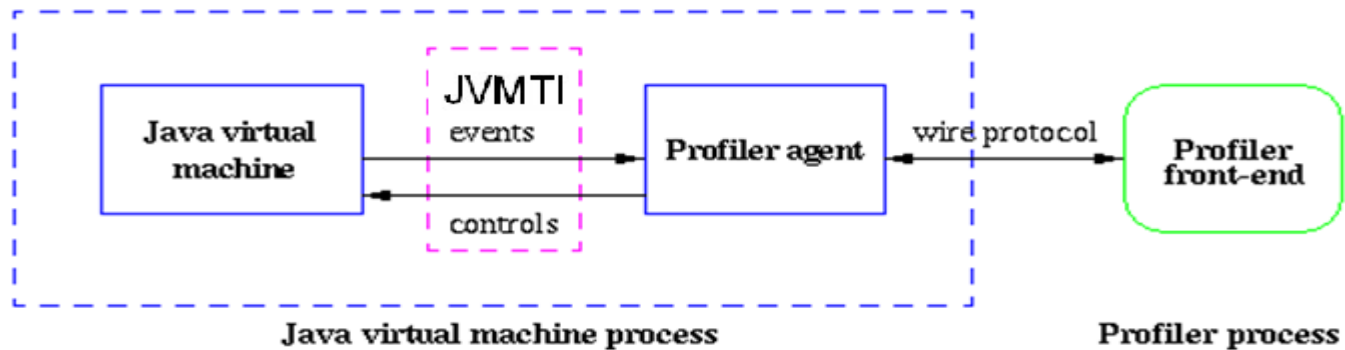 JVMTI
Java virtual
machine
events
controls
Profiler agent
wire protocol
Profiler
front-end
Java virtual machine process
Profiler process